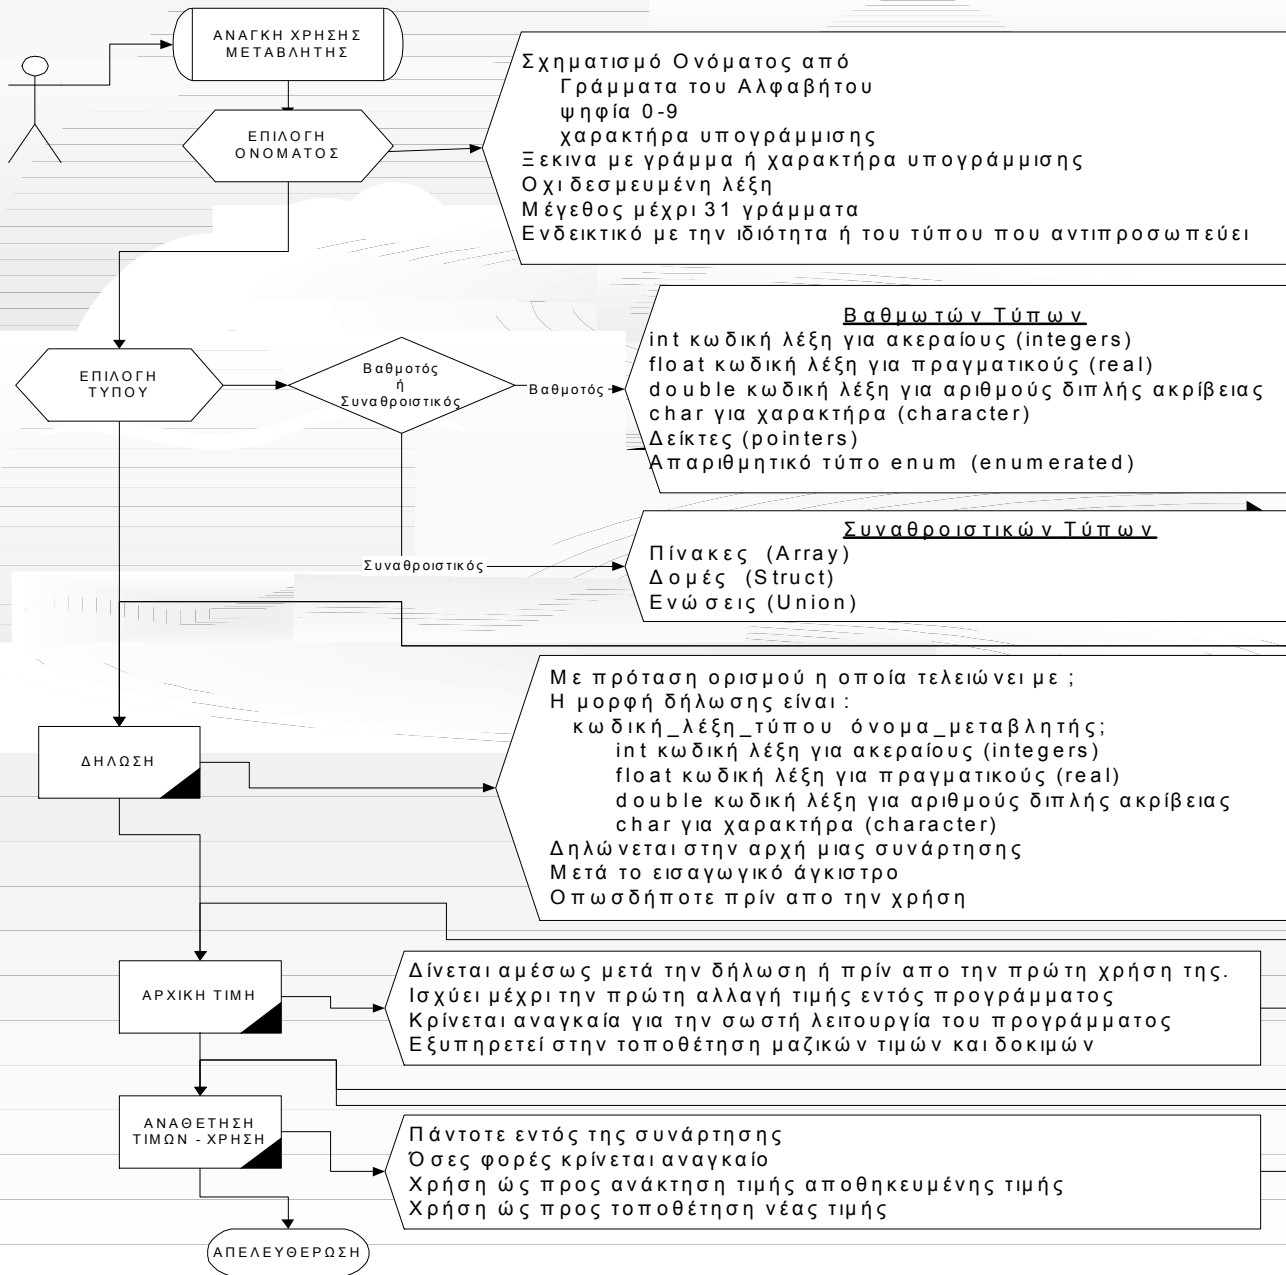 ΑΝΑΓΚΗ ΧΡΗΣΗΣ
ΜΕΤΑΒΛΗΤΗΣ
ΕΠΙΛΟΓΗ
ΟΝΟΜΑΤΟΣ
Σχηματισμό Ονόματος από
Γράμματα του Αλφαβήτου
ψηφία 0-9
χαρακτήρα υπογράμμισης
Ξεκινα με γράμμα ή χαρακτήρα υπογράμμισης
Οχι δεσμευμένη λέξη
Μέγεθος μέχρι 31 γράμματα
Ενδεικτικό με την ιδιότητα ή του τύπου που αντιπροσωπεύει
ΕΠΙΛΟΓΗ
ΤΥΠΟΥ
Βαθμοτός
ή
Συναθροιστικός
Βαθμοτός
Βαθμωτών Τύπων
int κωδική λέξη για ακεραίους (integers)
float κωδική λέξη για πραγματικούς (real)
double κωδική λέξη για αριθμούς διπλής ακρίβειας
char για χαρακτήρα (character)
Δείκτες (pointers)
Απαριθμητικό τύπο enum (enumerated)
Συναθροιστικός
Συναθροιστικών Τύπων
Πίνακες (Array)
Δομές (Struct)
Ενώσεις (Union)
ΔΗΛΩΣΗ
Με πρόταση ορισμού η οποία τελειώνει με ;
Η μορφή δήλωσης είναι :
κωδική_λέξη_τύπου όνομα_μεταβλητής;
int κωδική λέξη για ακεραίους (integers)
float κωδική λέξη για πραγματικούς (real)
double κωδική λέξη για αριθμούς διπλής ακρίβειας
char για χαρακτήρα (character)
Δηλώνεται στην αρχή μιας συνάρτησης
Μετά το εισαγωγικό άγκιστρο
Οπωσδήποτε πρίν απο την χρήση
ΑΡΧΙΚΗ ΤΙΜΗ
Δίνεται αμέσως μετά την δήλωση ή πρίν απο την πρώτη χρήση της.
Ισχύει μέχρι την πρώτη αλλαγή τιμής εντός προγράμματος
Κρίνεται αναγκαία για την σωστή λειτουργία του προγράμματος
Εξυπηρετεί στην τοποθέτηση μαζικών τιμών και δοκιμών
ΑΝΑΘΕΤΗΣΗ
ΤΙΜΩΝ - ΧΡΗΣΗ
Πάντοτε εντός της συνάρτησης
Όσες φορές κρίνεται αναγκαίο
Χρήση ώς προς ανάκτηση τιμής αποθηκευμένης τιμής
Χρήση ώς προς τοποθέτηση νέας τιμής
ΑΠΕΛΕΥΘΕΡΩΣΗ